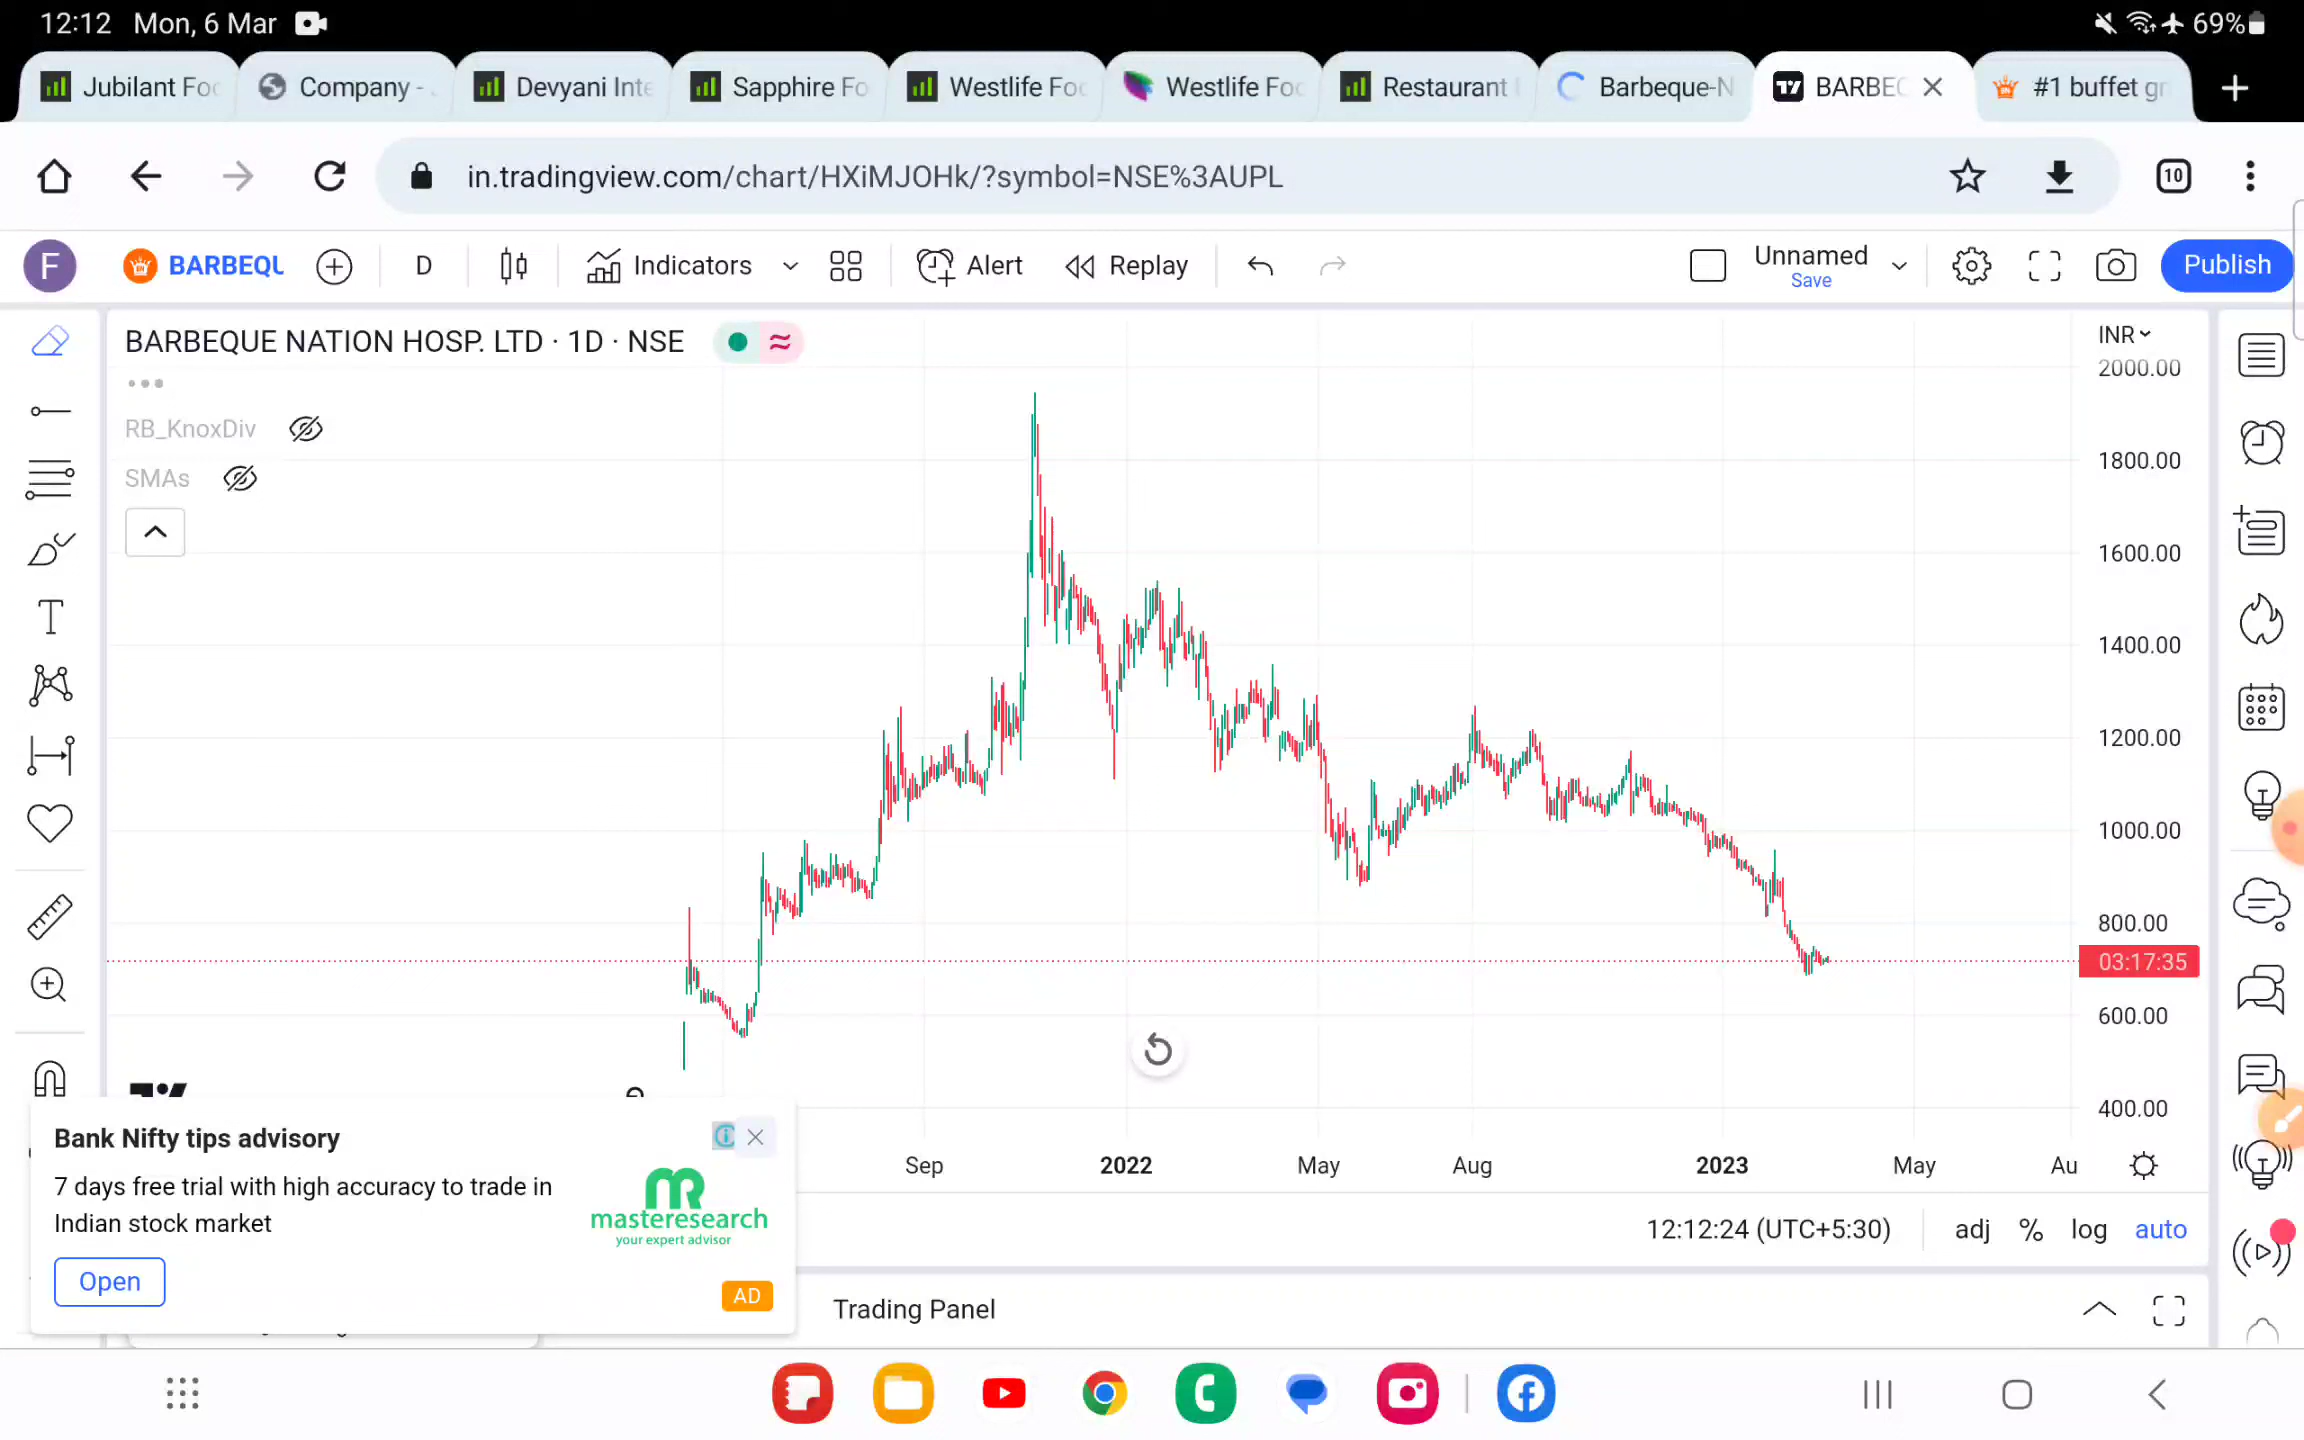 12:12 Mon, 6 Mar 69%
Jubilant Foc Company - Devyani Inte Sapphire Fo Westlife Foc Westlife Foc Restaurant Barbeque-N BARBEC #1 buffet gr
in.tradingview.com/chart/HXiMJOHk/?symbol=NSE%3AUPL 10
F BARBEQU D Indicators Alert Replay Unnamed Publish
Save
BARBEQUE NATION HOSP. LTD · 1D · NSE INR
2000.00
RB_KnoxDiv
1800.00
SMAs
1600.00
1400.00
1200.00
1000.00
800.00
03:17:35
600.00
400.00
Sep 2022 May Aug 2023 May Au
Bank Nifty tips advisory
7 days free trial with high accuracy to trade in
Indian stock market
masteresearch
your expert advisor
Open
AD
12:12:24 (UTC+5:30) adj % log auto
Trading Panel